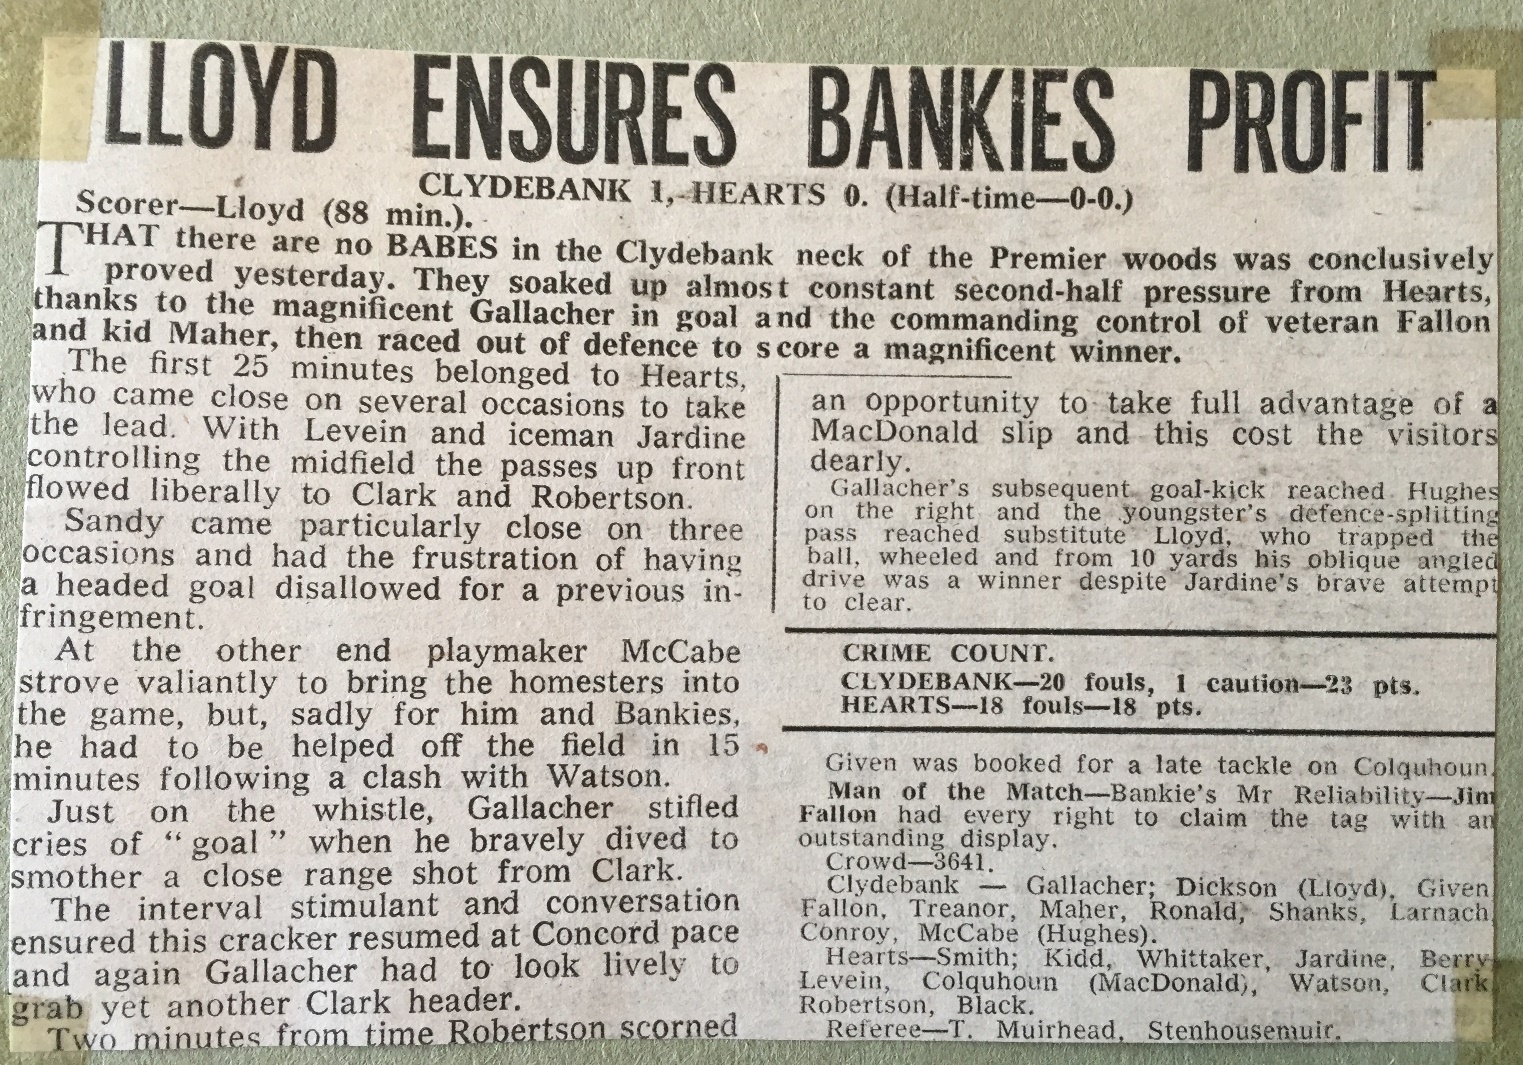 LLOYD ENSURES BANKIES PROFIT
CLYDEBANK 1, HEARTS 0. (Half-time—0-0.)
Scorer—Lloyd (88 min.).
THAT there are no BABES in the Clydebank neck of the Premier woods was conclusively
proved yesterday. They soaked up almost constant second-half pressure from Hearts,
thanks to the magnificent Gallacher in goal and the commanding control of veteran Fallon
and kid Maher, then raced out of defence to score a magnificent winner.
The first 25 minutes belonged to Hearts,
who came close on several occasions to take
the lead. With Levein and iceman Jardine
controlling the midfield the passes up front
flowed liberally to Clark and Robertson.
Sandy came particularly close on three
occasions and had the frustration of having
a headed goal disallowed for a previous in-
fringement.
At the other end playmaker McCabe
strove valiantly to bring the homesters into
the game, but, sadly for him and Bankies,
he had to be helped off the field in 15
minutes following a clash with Watson.
Just on the whistle, Gallacher stifled
cries of "goal" when he bravely dived to
smother a close range shot from Clark.
The interval stimulant and conversation
ensured this cracker resumed at Concord pace
and again Gallacher had to look lively to
grab yet another Clark header.
Two minutes from time Robertson scorned
an opportunity to take full advantage of a
MacDonald slip and this cost the visitors
dearly.
Gallacher's subsequent goal-kick reached Hughes
on the right and the youngster's defence-splitting
pass reached substitute Lloyd, who trapped the
ball, wheeled and from 10 yards his oblique angled
drive was a winner despite Jardine's brave attempt
to clear.
CRIME COUNT.
CLYDEBANK—20 fouls, 1 caution—23 pts.
HEARTS—18 fouls—18 pts.
Given was booked for a late tackle on Colquhoun.
Man of the Match—Bankie's Mr Reliability—Jim
Fallon had every right to claim the tag with an
outstanding display.
Crowd—3641.
Clydebank — Gallacher; Dickson (Lloyd), Given
Fallon, Treanor, Maher, Ronald, Shanks, Larnach,
Conroy, McCabe (Hughes).
Hearts—Smith; Kidd, Whittaker, Jardine, Berry
Levein, Colquhoun (MacDonald), Watson, Clark,
Robertson, Black.
Referee—T. Muirhead, Stenhousemuir.